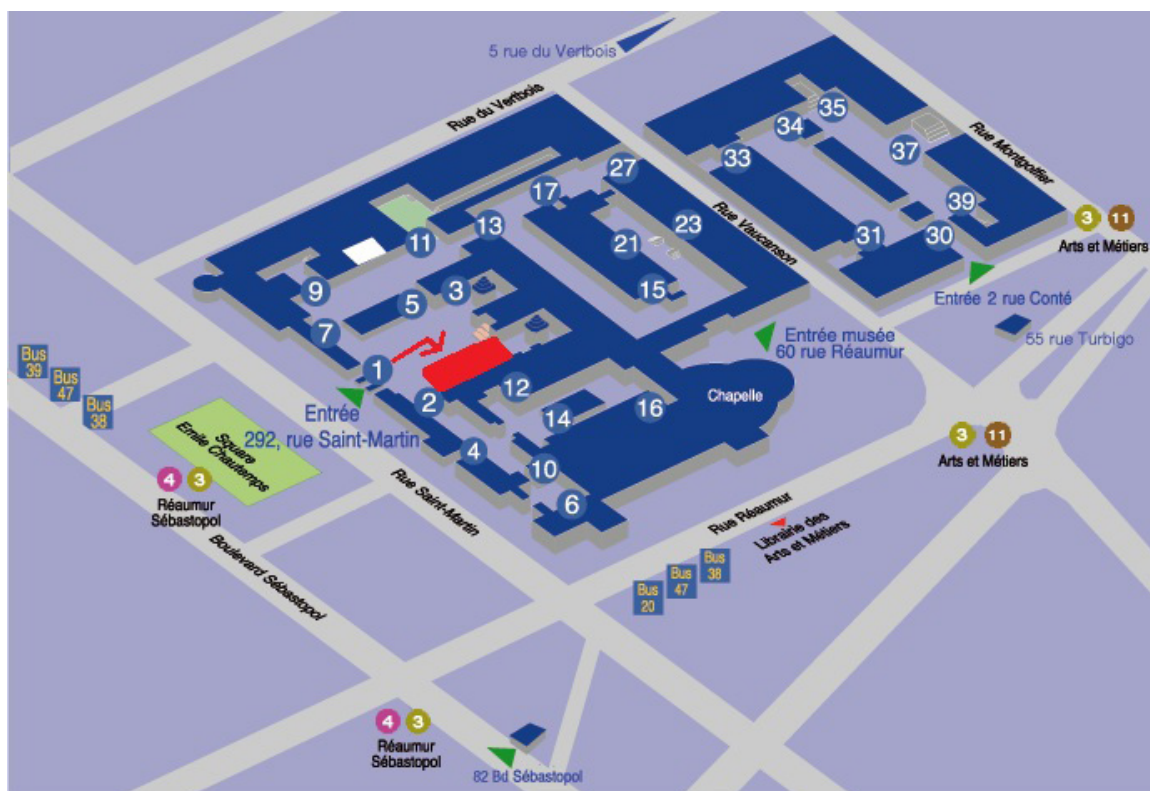 5 rue du Vertbois
Rue du Vertbois
35
34
37
33
Rue Montgolfier
27
17
39
13
23
Rue Vaucanson
3 11
Arts et Métiers
11
21
31
30
9
3
15
5
Entrée 2 rue Conté
7
Entrée musée
60 rue Réaumur
55 rue Turbigo
Bus
39
Bus
47
Bus
38
1
12
2
14
16
Chapelle
Entrée
292, rue Saint-Martin
Square
Emile Chautemps
4
10
6
3 11
Arts et Métiers
4 3
Réaumur
Sébastopol
Rue Saint-Martin
Rue Réaumur
Librairie des
Arts et Métiers
Boulevard Sébastopol
Bus
20
Bus
47
Bus
38
4 3
Réaumur
Sébastopol
82 Bd Sébastopol